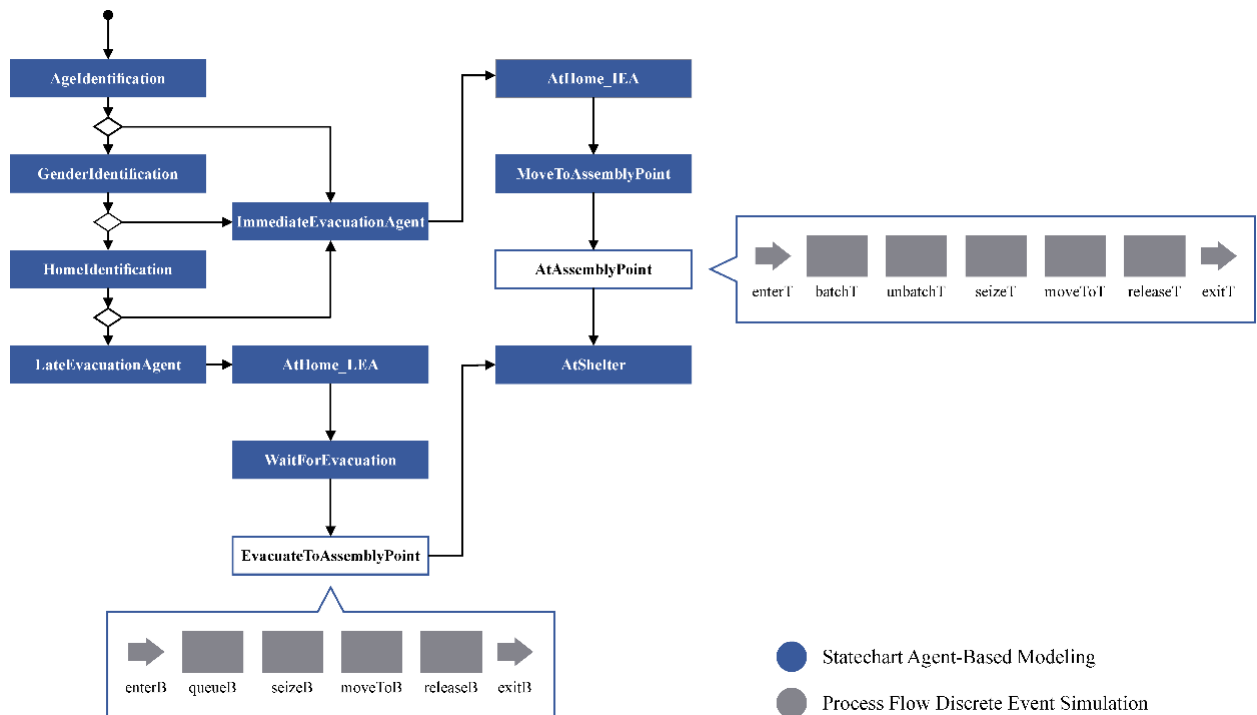 AgeIdentification
AtHome_IEA
GenderIdentification
MoveToAssemblyPoint
ImmediateEvacuationAgent
HomeIdentification
AtAssemblyPoint
enterT batchT unbatchT seizeT moveToT releaseT exitT
LateEvacuationAgent
AtHome_LEA
AtShelter
WaitForEvacuation
EvacuateToAssemblyPoint
enterB queueB seizeB moveToB releaseB exitB
Statechart Agent-Based Modeling
Process Flow Discrete Event Simulation